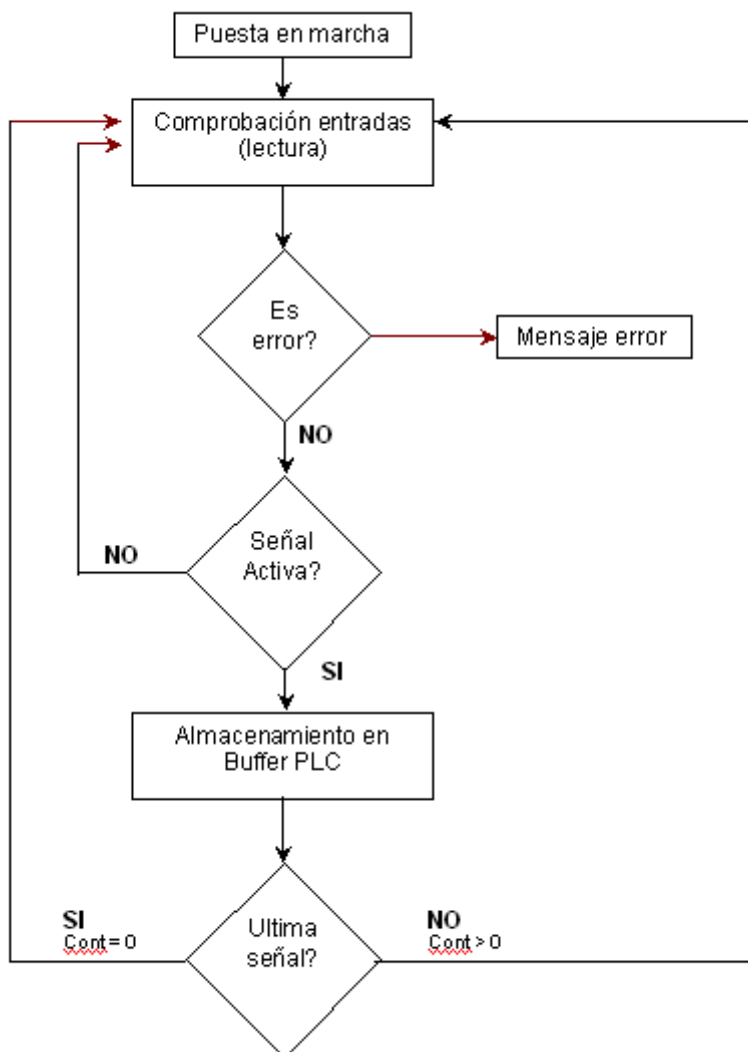 Puesta en marcha
Comprobación entradas
(lectura)
Es
error?
Mensaje error
NO
Señal
Activa?
NO
SI
Almacenamiento en
Buffer PLC
Ultima
señal?
SI
Cont = 0
NO
Cont > 0